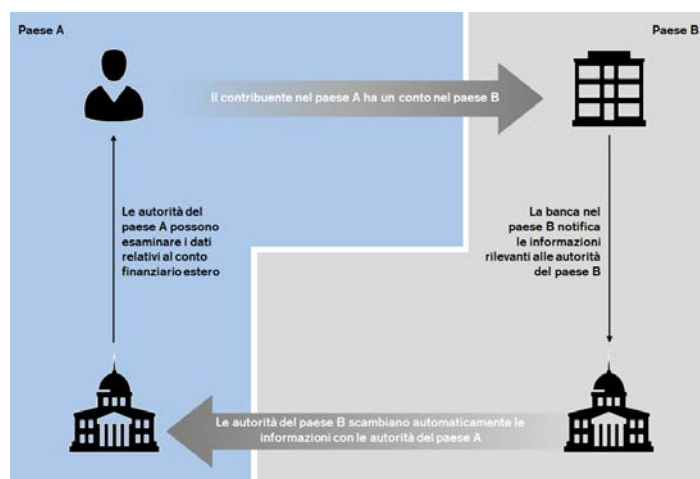 Paese A
Paese B
Il contribuente nel paese A ha un conto nel paese B
Le autorità del
paese A possono
esaminare i dati
relativi al conto
finanziario estero
La banca nel
paese B notifica
le informazioni
rilevanti alle autorità
del paese B
Le autorità del paese B scambiano automaticamente le
informazioni con le autorità del paese A